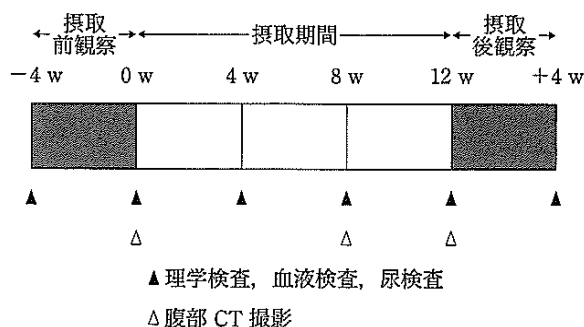 摂取 摂取期間 摂取
前観察 後観察
−4 w 0 w 4 w 8 w 12 w +4 w
▲理学検査，血液検査，尿検査
△腹部 CT 撮影